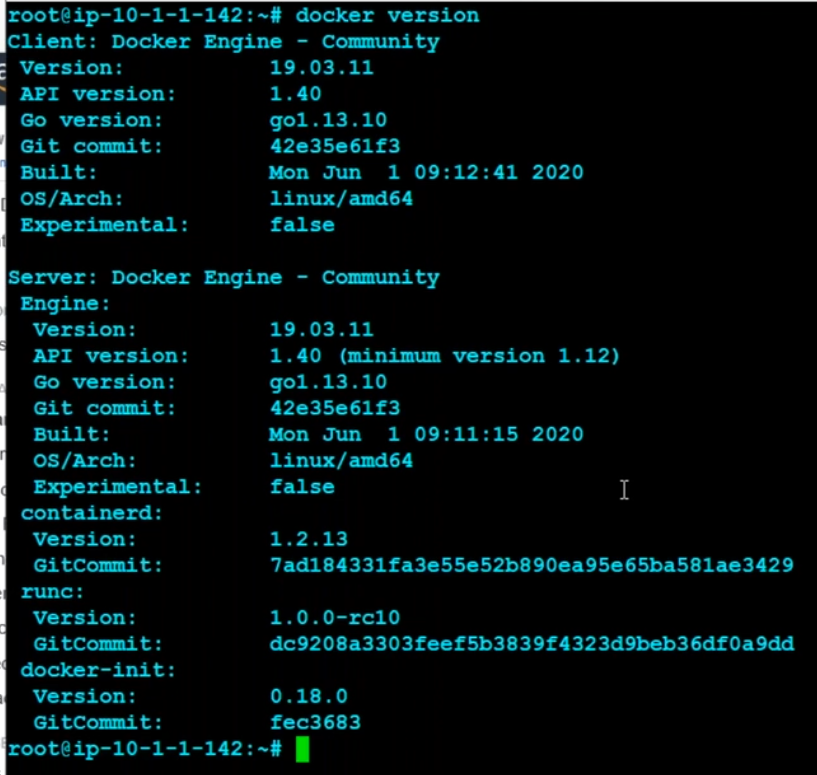 root@ip-10-1-1-142:~# docker version
Client: Docker Engine - Community
 Version:           19.03.11
 API version:       1.40
 Go version:        go1.13.10
 Git commit:        42e35e61f3
 Built:             Mon Jun  1 09:12:41 2020
 OS/Arch:           linux/amd64
 Experimental:      false

Server: Docker Engine - Community
 Engine:
  Version:          19.03.11
  API version:      1.40 (minimum version 1.12)
  Go version:       go1.13.10
  Git commit:       42e35e61f3
  Built:            Mon Jun  1 09:11:15 2020
  OS/Arch:          linux/amd64
  Experimental:     false
 containerd:
  Version:          1.2.13
  GitCommit:        7ad184331fa3e55e52b890ea95e65ba581ae3429
 runc:
  Version:          1.0.0-rc10
  GitCommit:        dc9208a3303feef5b3839f4323d9beb36df0a9dd
 docker-init:
  Version:          0.18.0
  GitCommit:        fec3683
root@ip-10-1-1-142:~#